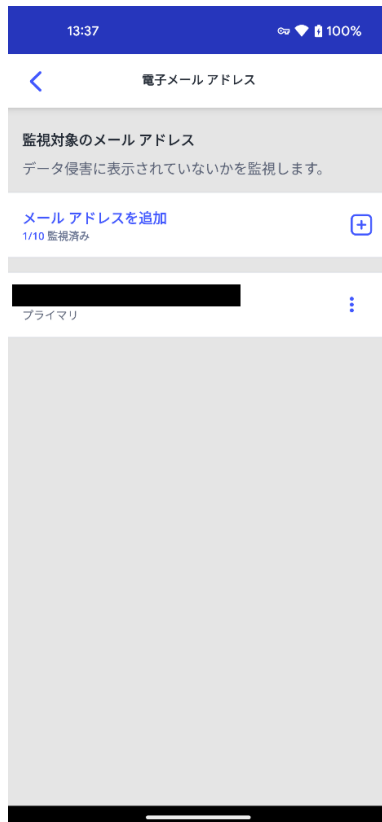 13:37
100%
電子メール アドレス
監視対象のメール アドレス
データ侵害に表示されていないかを監視します。
メール アドレスを追加
1/10 監視済み
プライマリ